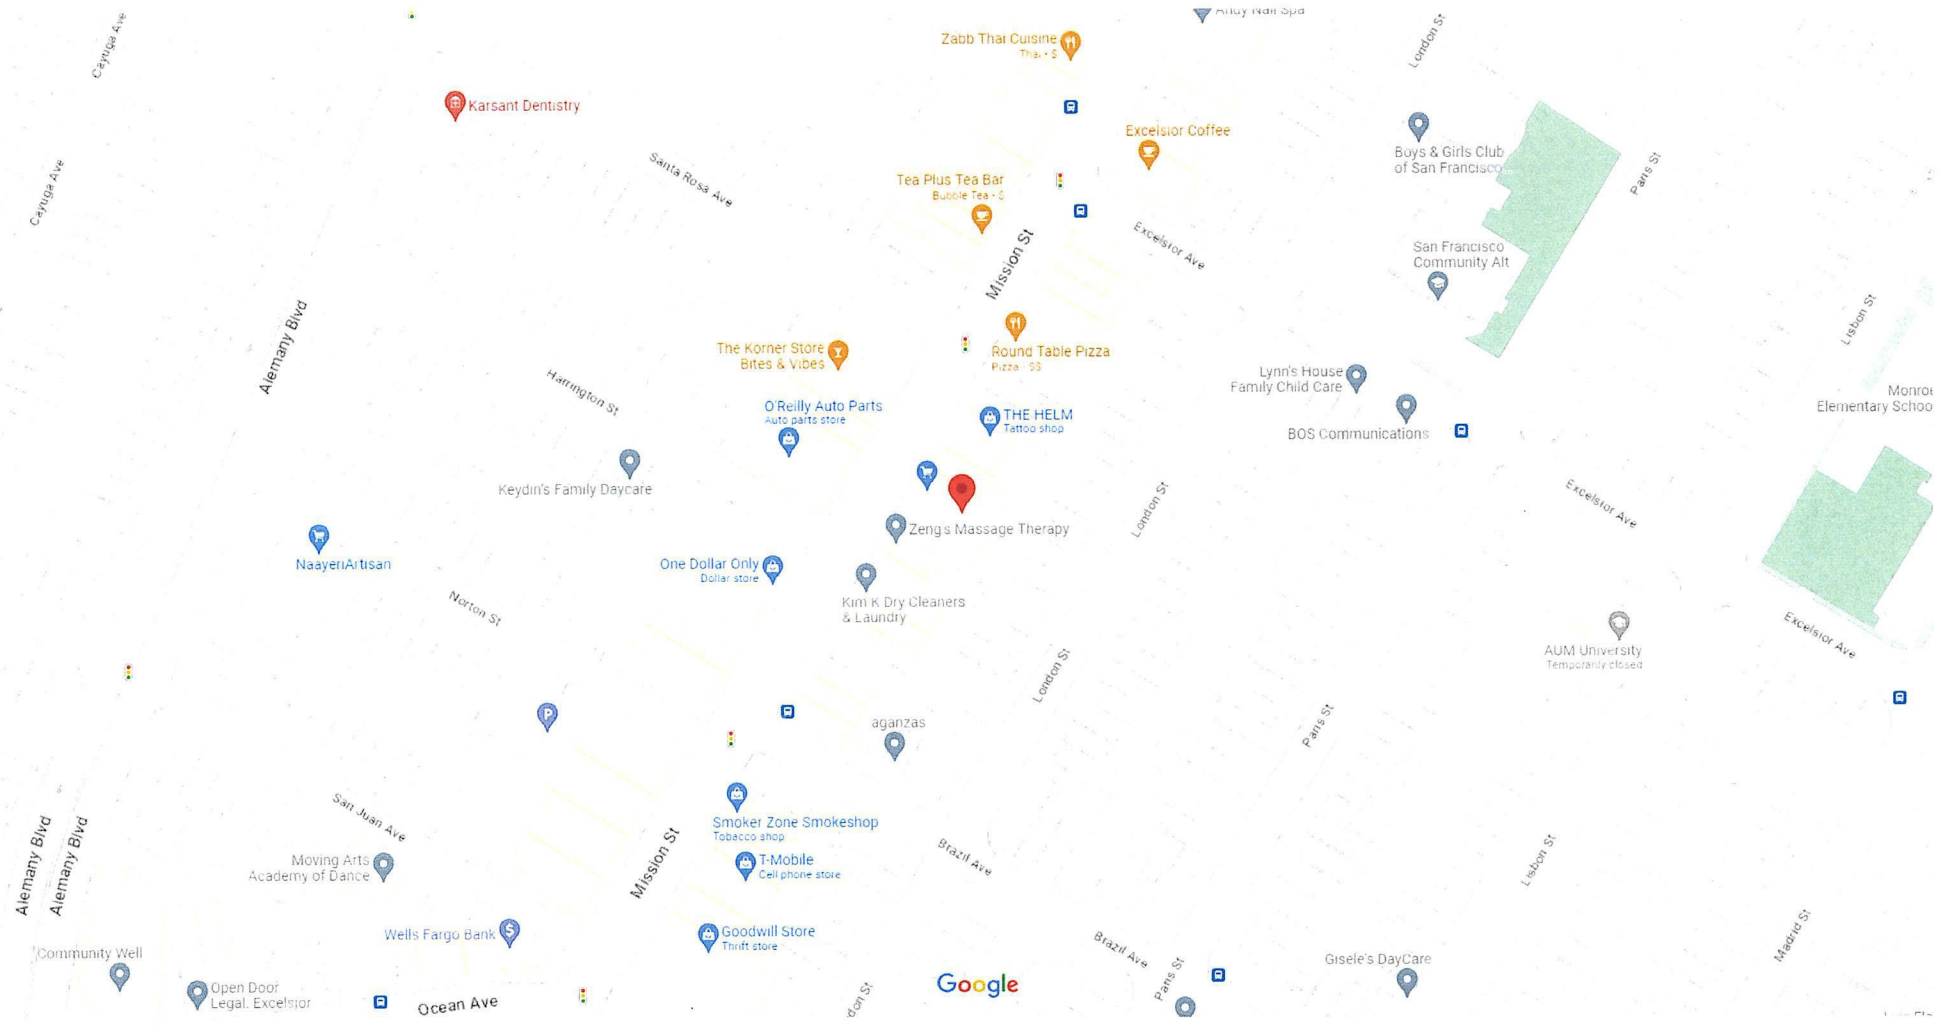 Andy Nail Spa
Cayuga Ave
London St
Zabb Thai Cuisine
Thai · $
Karsant Dentistry
Excelsior Coffee
Boys & Girls Club
of San Francisco
Paris St
Santa Rosa Ave
Cayuga Ave
Tea Plus Tea Bar
Bubble Tea · $
Mission St
Excelsior Ave
San Francisco
Community Alt
Alemany Blvd
Lisbon St
The Korner Store
Bites & Vibes
Round Table Pizza
Pizza · $$
Harrington St
Lynn's House
Family Child Care
Elementary Schoo
O'Reilly Auto Parts
Auto parts store
THE HELM
Tattoo shop
BOS Communications
Keydin's Family Daycare
London St
Excelsior Ave
Zeng's Massage Therapy
NaayeriArtisan
One Dollar Only
Dollar store
Norton St
Kim K Dry Cleaners
& Laundry
Excelsior Ave
AUM University
Temporarily closed
London St
P
aganzas
Paris St
San Juan Ave
Smoker Zone Smokeshop
Tobacco shop
Mission St
Brazil Ave
Lisbon St
T-Mobile
Cell phone store
Moving Arts
Academy of Dance
Alemany Blvd
Alemany Blvd
Wells Fargo Bank
Goodwill Store
Thrift store
Madrid St
Brazil Ave
Community Well
Paris St
Gisele's DayCare
Open Door
Legal. Excelsior
Google
Ocean Ave
don St